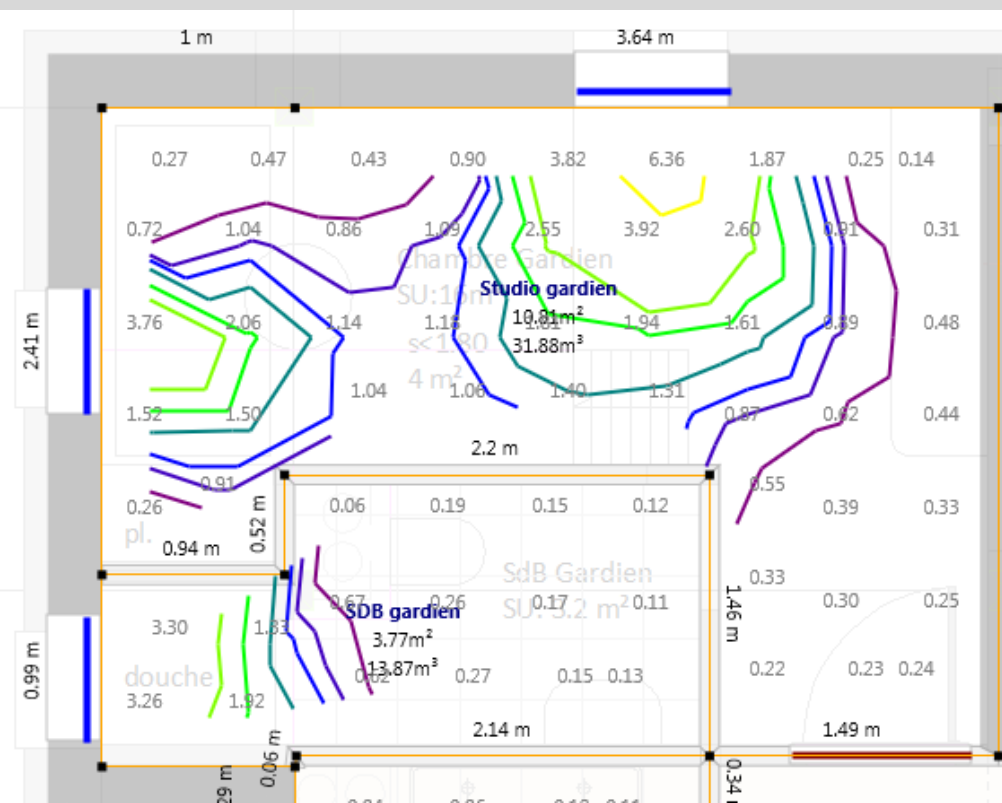 1 m
3.64 m
0.27 0.47 0.43 0.90 3.82 6.36 1.87 0.25 0.14
0.72 1.04 0.86 1.09 2.55 3.92 2.60 0.91 0.31
Chambre Gardien
Studio gardien
SU:16m²
10.81m²
3.76 2.06 1.14 1.18 1.94 1.61 0.89 0.48
2.41 m
s<1.80
31.88m³
4 m²
1.04 1.06 1.40 1.31
1.52 1.50 0.87 0.62 0.44
2.2 m
0.91 0.55
0.26 0.06 0.19 0.15 0.12 0.39 0.33
0.52 m
pl.
0.94 m
SdB Gardien
0.33
0.67 0.26 0.17 0.11 0.30 0.25
SDB gardien
SU: 3.2 m²
1.46 m
3.30 1.83
3.77m²
13.87m³
0.99 m
douche
0.62 0.27 0.15 0.13 0.22 0.23 0.24
3.26 1.92
2.14 m
1.49 m
0.06 m
29 m
0.34 m